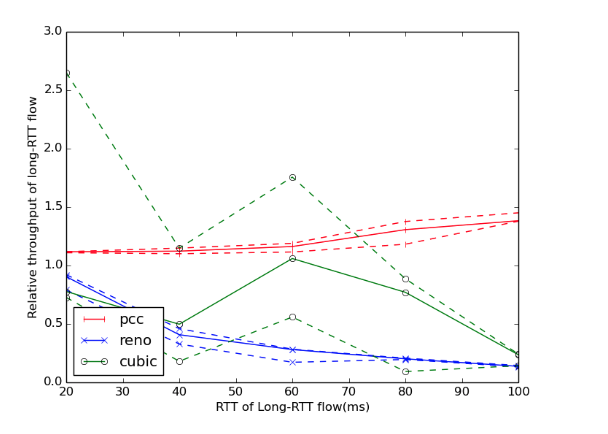 3.0
2.5
2.0
1.5
1.0
0.5
0.0
Relative throughput of long-RTT flow
pcc
reno
cubic
20 30 40 50 60 70 80 90 100
RTT of Long-RTT flow(ms)